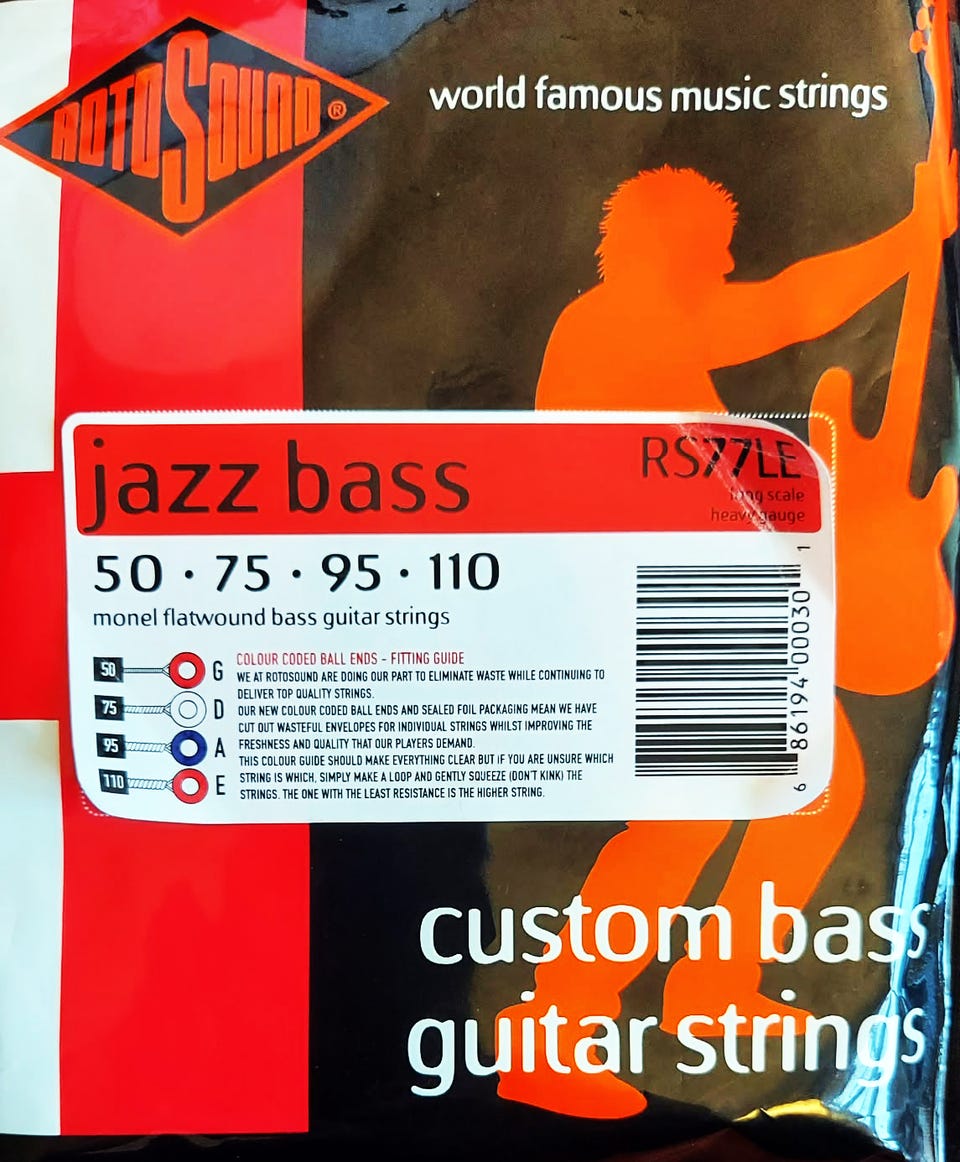 ROTOSOUND®
world famous music strings
jazz bass
RS77LE
long scale
heavy gauge
50 · 75 · 95 · 110
monel flatwound bass guitar strings
50 G
75 D
95 A
110 E
COLOUR CODED BALL ENDS - FITTING GUIDE
WE AT ROTOSOUND ARE DOING OUR PART TO ELIMINATE WASTE WHILE CONTINUING TO
DELIVER TOP QUALITY STRINGS.
OUR NEW COLOUR CODED BALL ENDS AND SEALED FOIL PACKAGING MEAN WE HAVE
CUT OUT WASTEFUL ENVELOPES FOR INDIVIDUAL STRINGS WHILST IMPROVING THE
FRESHNESS AND QUALITY THAT OUR PLAYERS DEMAND.
THIS COLOUR GUIDE SHOULD MAKE EVERYTHING CLEAR BUT IF YOU ARE UNSURE WHICH
STRING IS WHICH, SIMPLY MAKE A LOOP AND GENTLY SQUEEZE (DON'T KINK) THE
STRINGS. THE ONE WITH THE LEAST RESISTANCE IS THE HIGHER STRING.
6 86194 00030 1
custom bass
guitar strings